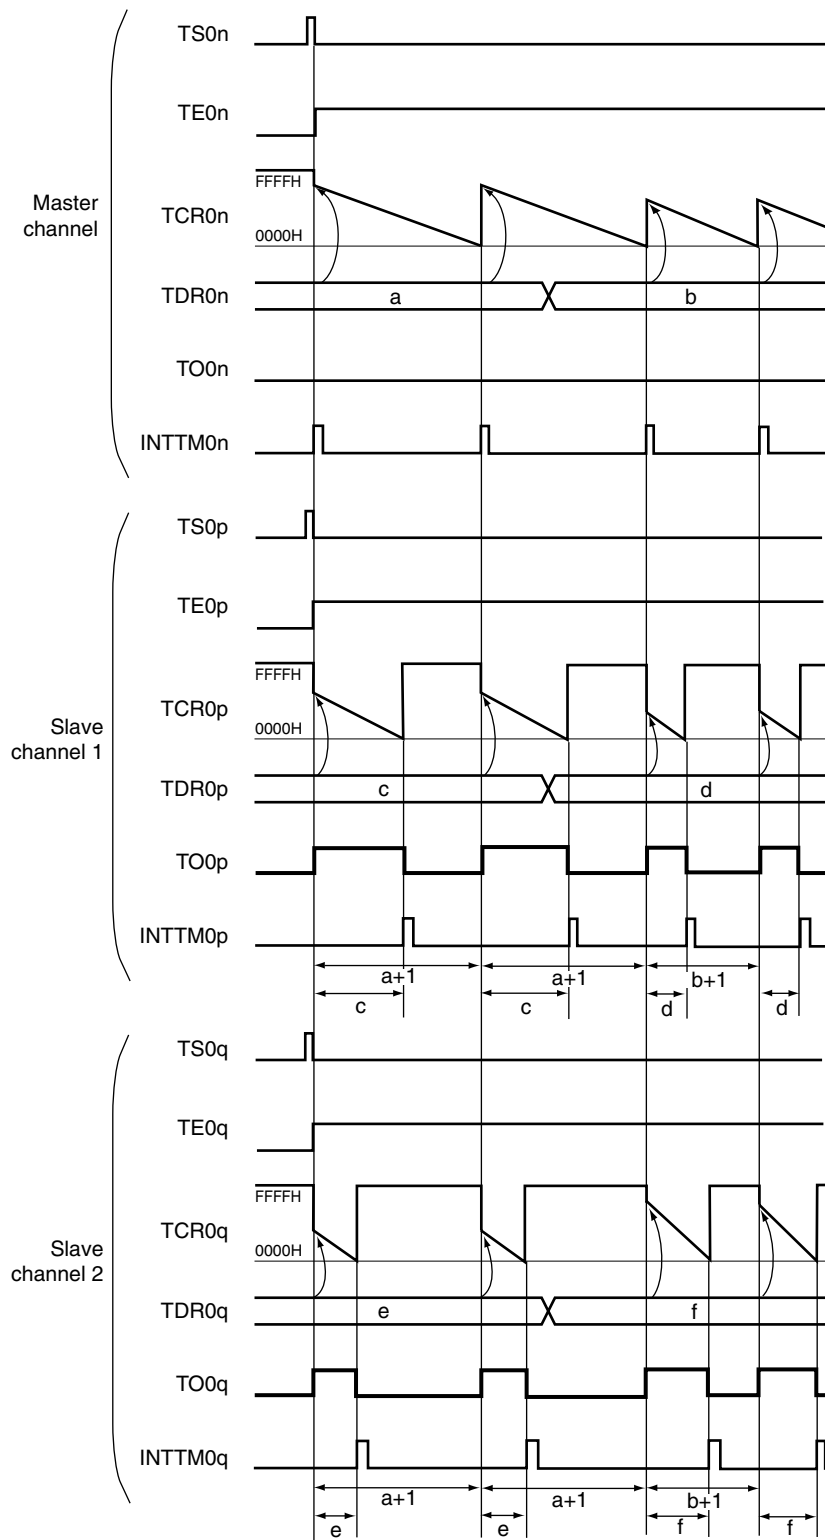 TS0n
TE0n
Master
channel
FFFFH
TCR0n
0000H
TDR0n
a
b
TO0n
INTTM0n
TS0p
TE0p
Slave
channel 1
FFFFH
TCR0p
0000H
TDR0p
c
d
TO0p
INTTM0p
a+1 a+1 b+1
c c d d
TS0q
TE0q
Slave
channel 2
FFFFH
TCR0q
0000H
TDR0q
e
f
TO0q
INTTM0q
a+1 a+1 b+1
e e f f